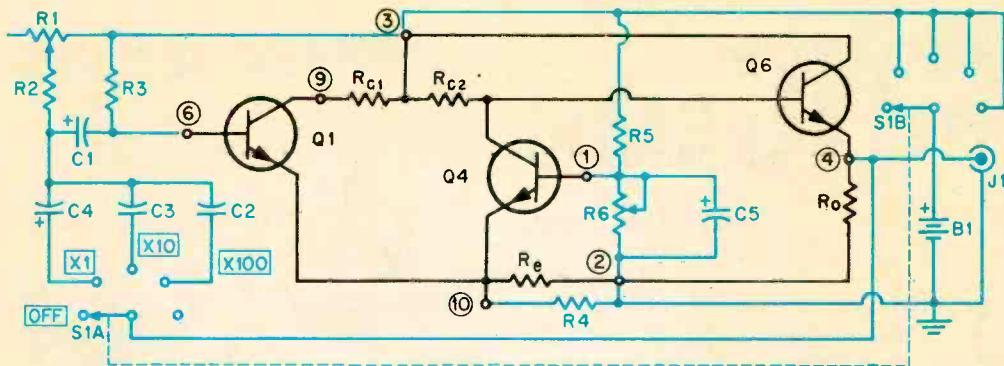 R1
3
R2
R3
9
Rc1
Rc2
Q6
6
+
C1
Q1
Q4
1
R5
S1B
4
J1
C4
+
C3
C2
R6
+
C5
Ro
+
B1
X1
X10
X100
Re
2
OFF
S1A
10
R4